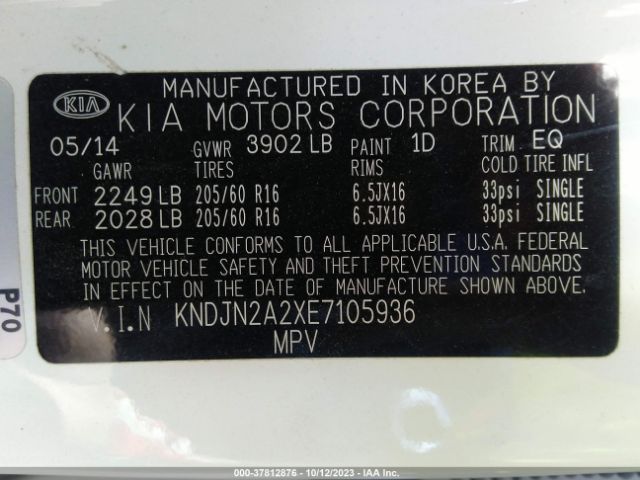 MANUFACTURED IN KOREA BY
KIA KIA MOTORS CORPORATION
05/14 GVWR 3902 LB PAINT 1D TRIM EQ
GAWR TIRES RIMS COLD TIRE INFL
FRONT 2249 LB 205/60 R16 6.5JX16 33psi SINGLE
REAR 2028 LB 205/60 R16 6.5JX16 33psi SINGLE
THIS VEHICLE CONFORMS TO ALL APPLICABLE U.S.A. FEDERAL
MOTOR VEHICLE SAFETY AND THEFT PREVENTION STANDARDS
IN EFFECT ON THE DATE OF MANUFACTURE SHOWN ABOVE.
V.I.N KNDJN2A2XE7105936
MPV
P70
000-37812876 - 10/12/2023 - IAA Inc.